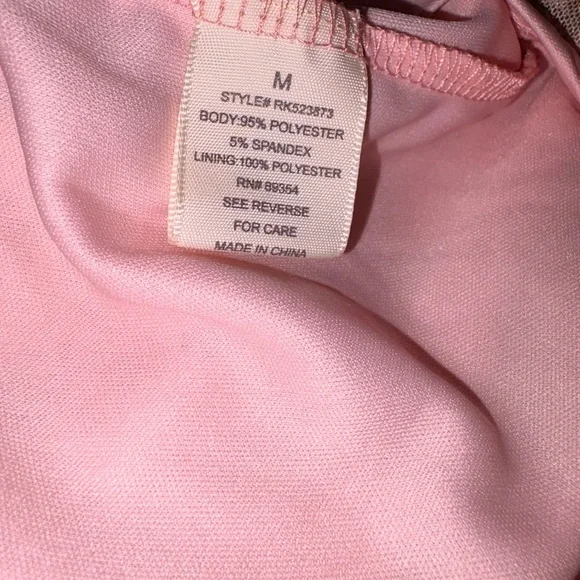 M
STYLE# RK523873
BODY:95% POLYESTER
5% SPANDEX
LINING:100% POLYESTER
RN# 89354
SEE REVERSE
FOR CARE
MADE IN CHINA